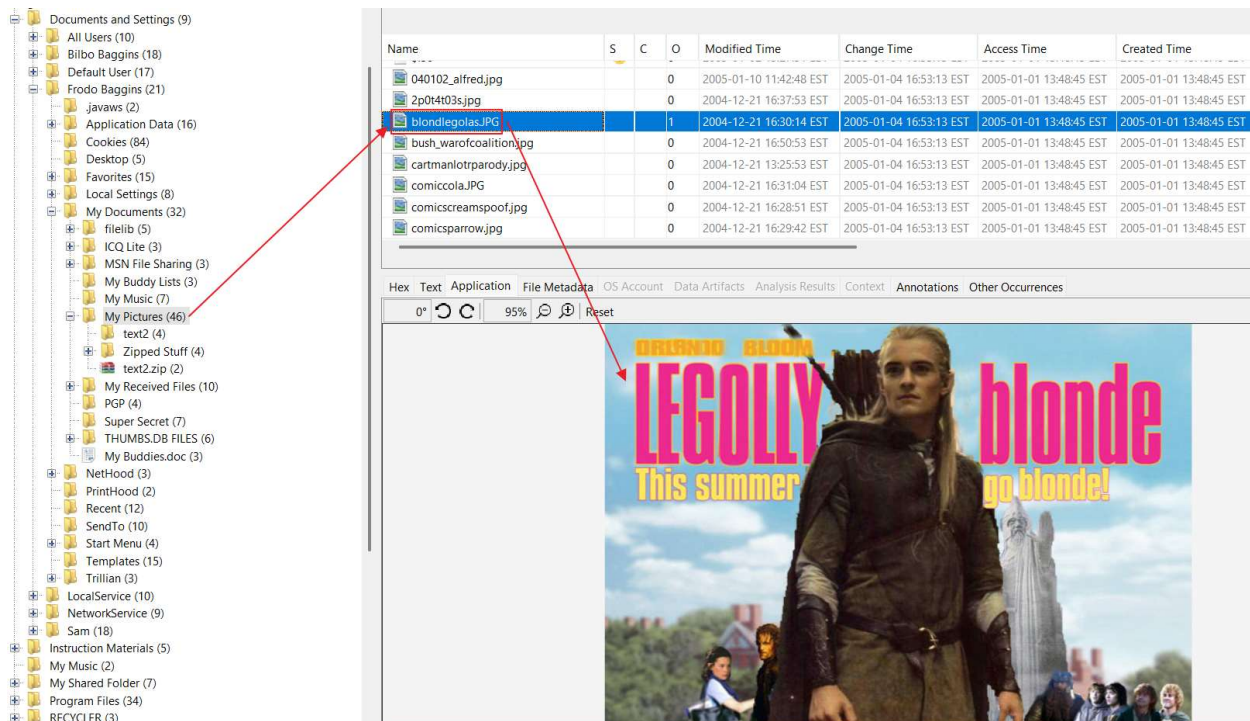 Documents and Settings (9)
All Users (10)
Bilbo Baggins (18)
Default User (17)
Frodo Baggins (21)
.javaws (2)
Application Data (16)
Cookies (84)
Desktop (5)
Favorites (15)
Local Settings (8)
My Documents (32)
filelib (5)
ICQ Lite (3)
MSN File Sharing (3)
My Buddy Lists (3)
My Music (7)
My Pictures (46)
text2 (4)
Zipped Stuff (4)
text2.zip (2)
My Received Files (10)
PGP (4)
Super Secret (7)
THUMBS.DB FILES (6)
My Buddies.doc (3)
NetHood (3)
PrintHood (2)
Recent (12)
SendTo (10)
Start Menu (4)
Templates (15)
Trillian (3)
LocalService (10)
NetworkService (9)
Sam (18)
Instruction Materials (5)
My Music (2)
My Shared Folder (7)
Program Files (34)
RECYCLER (3)
Name S C O Modified Time Change Time Access Time Created Time
040102_alfred.jpg 0 2005-01-10 11:42:48 EST 2005-01-04 16:53:13 EST 2005-01-01 13:48:45 EST 2005-01-01 13:48:45 EST
2p0t4t03s.jpg 0 2004-12-21 16:37:53 EST 2005-01-04 16:53:13 EST 2005-01-01 13:48:45 EST 2005-01-01 13:48:45 EST
blondlegolas.JPG 1 2004-12-21 16:30:14 EST 2005-01-04 16:53:13 EST 2005-01-01 13:48:45 EST 2005-01-01 13:48:45 EST
bush_warofcoalition.jpg 0 2004-12-21 16:50:53 EST 2005-01-04 16:53:13 EST 2005-01-01 13:48:45 EST 2005-01-01 13:48:45 EST
cartmanlotrparody.jpg 0 2004-12-21 13:25:53 EST 2005-01-04 16:53:13 EST 2005-01-01 13:48:45 EST 2005-01-01 13:48:45 EST
comiccola.JPG 0 2004-12-21 16:31:04 EST 2005-01-04 16:53:13 EST 2005-01-01 13:48:45 EST 2005-01-01 13:48:45 EST
comicscreamspoof.jpg 0 2004-12-21 16:28:51 EST 2005-01-04 16:53:13 EST 2005-01-01 13:48:45 EST 2005-01-01 13:48:45 EST
comicsparrow.jpg 0 2004-12-21 16:29:42 EST 2005-01-04 16:53:13 EST 2005-01-01 13:48:45 EST 2005-01-01 13:48:45 EST
Hex Text Application File Metadata OS Account Data Artifacts Analysis Results Context Annotations Other Occurrences
0° 95% Reset
ORLANDO BLOOM
LEGOLLY blonde
This summer go blonde!